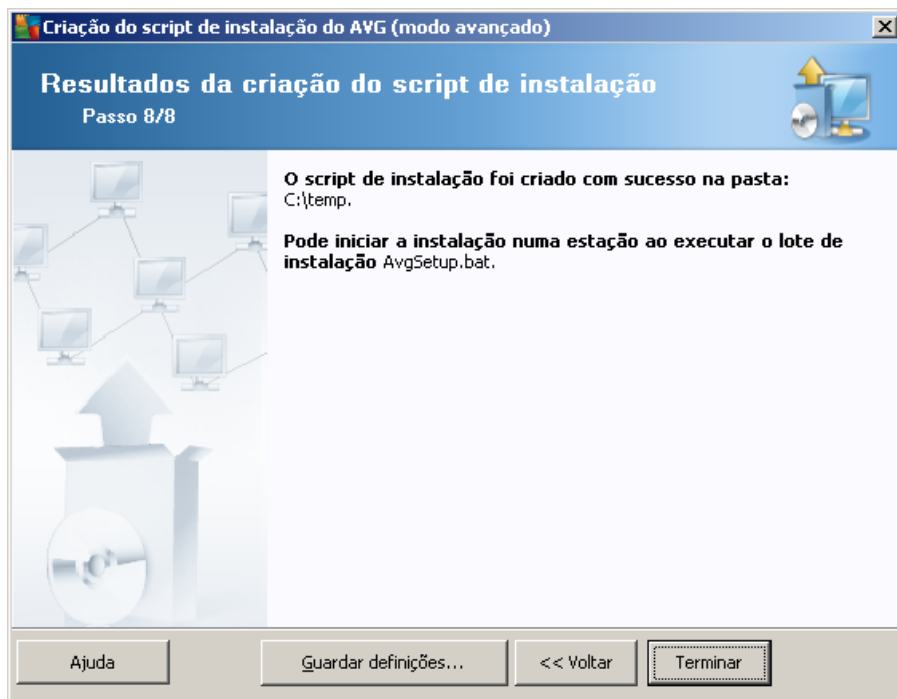 Criação do script de instalação do AVG (modo avançado)
Resultados da criação do script de instalação
Passo 8/8
O script de instalação foi criado com sucesso na pasta:
C:\temp.
Pode iniciar a instalação numa estação ao executar o lote de
instalação AvgSetup.bat.
Ajuda
Guardar definições...
<< Voltar
Terminar